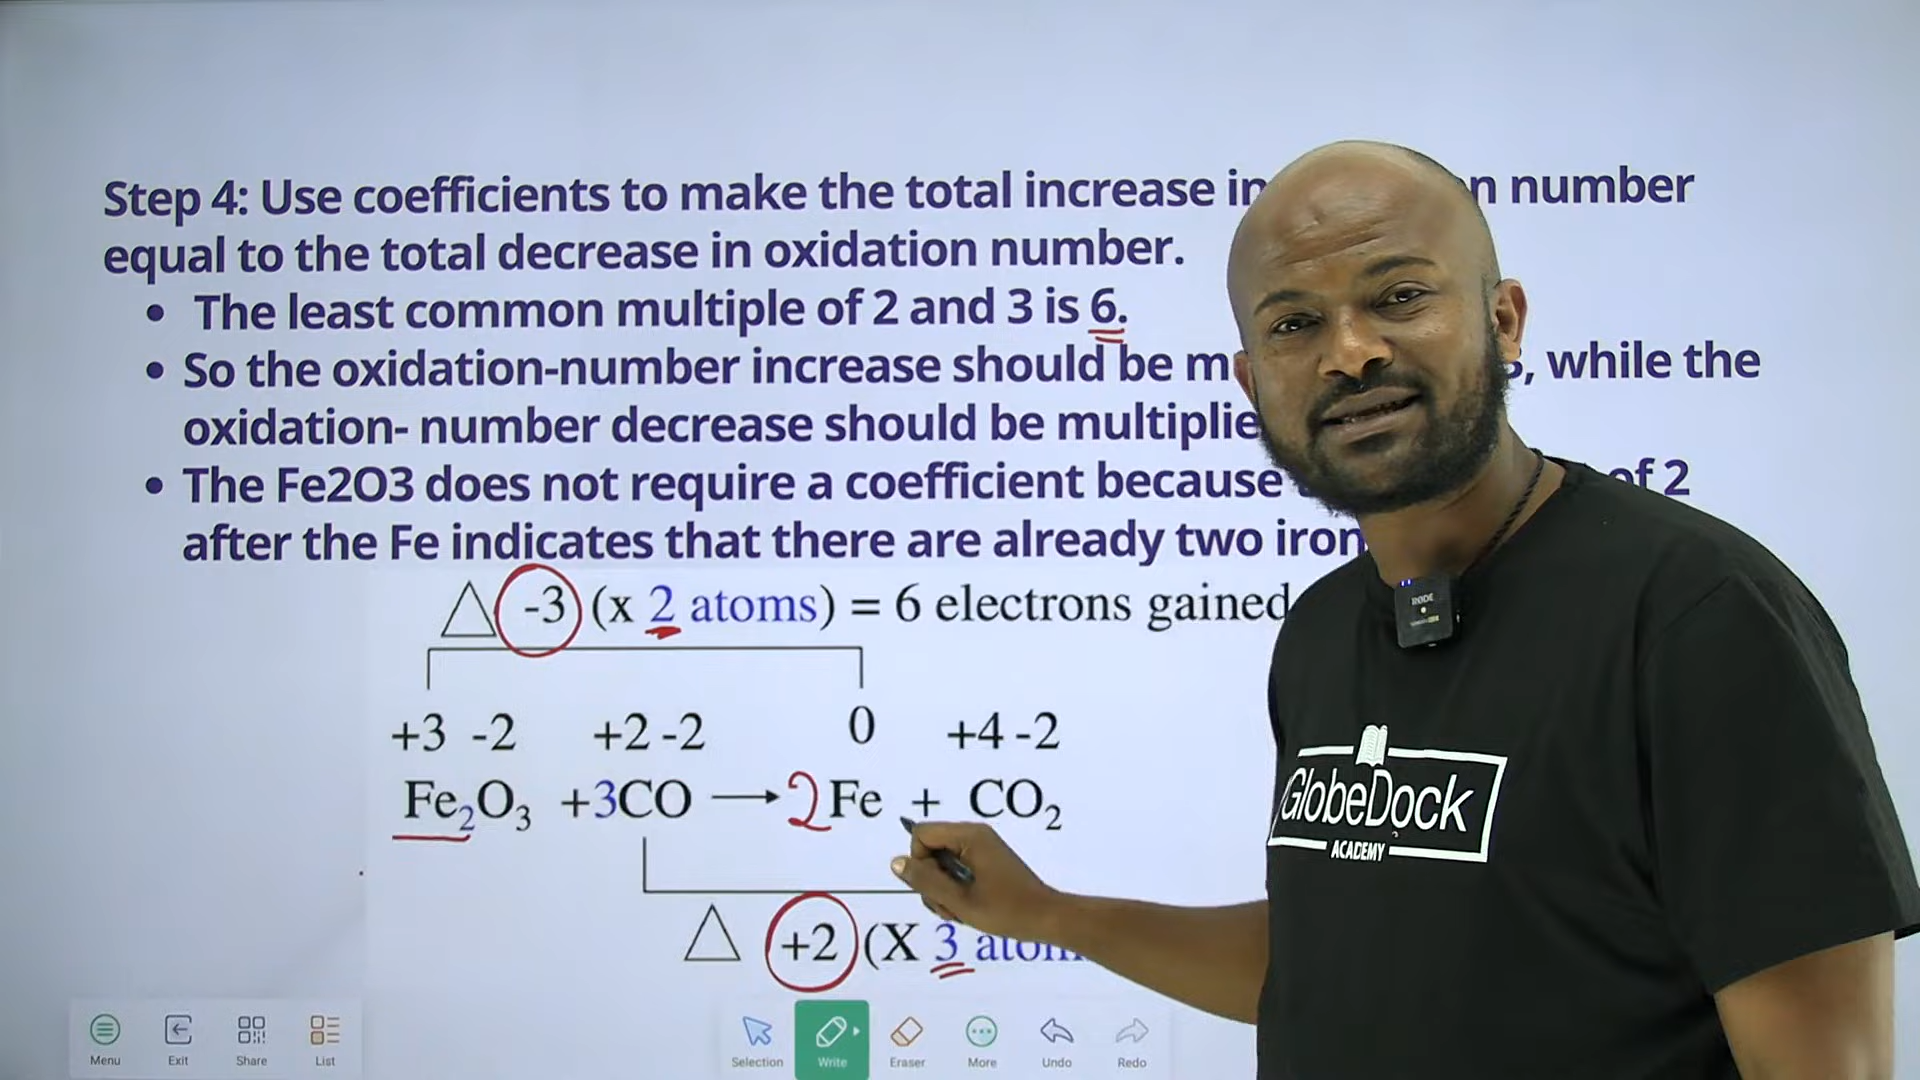 Step 4: Use coefficients to make the total increase in number
equal to the total decrease in oxidation number.
• The least common multiple of 2 and 3 is 6.
• So the oxidation-number increase should be , while the
oxidation- number decrease should be
• The Fe2O3 does not require a coefficient because of 2
after the Fe indicates that there are already two iron
△ -3 (x 2 atoms) = 6 electrons gained
+3 -2 +2 -2 0 +4 -2
Fe₂O₃ +3CO → 2 Fe + CO₂
△ +2 (X 3
GlobeDock
ACADEMY
RODE
Menu Exit Share List Selection Write Eraser More Undo Redo